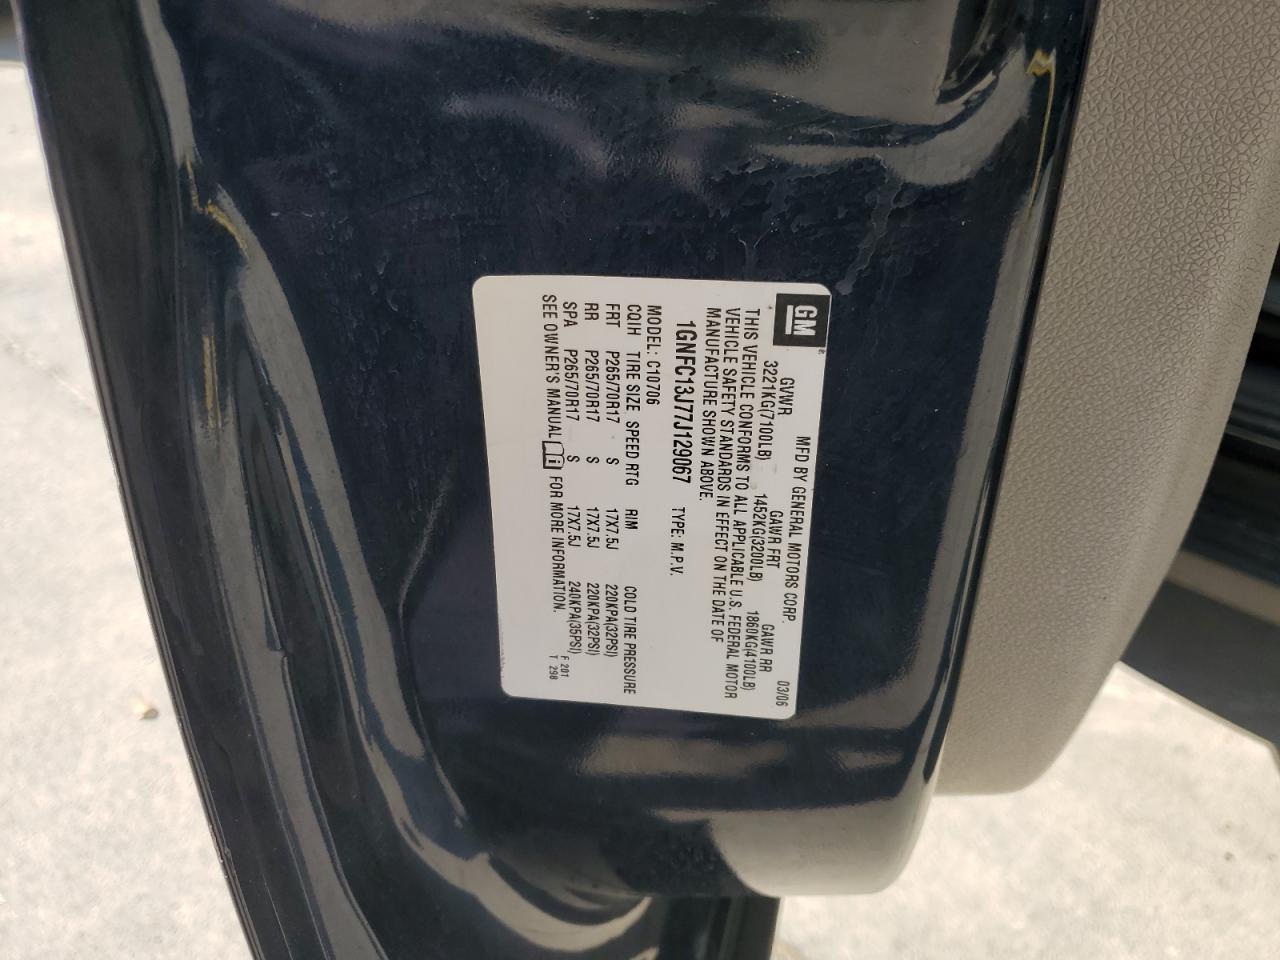 GM
MFD BY GENERAL MOTORS CORP. 03/06
GVWR GAWR FRT GAWR RR
3221KG(7100LB) 1452KG(3200LB) 1860KG(4100LB)
THIS VEHICLE CONFORMS TO ALL APPLICABLE U.S. FEDERAL MOTOR
VEHICLE SAFETY STANDARDS IN EFFECT ON THE DATE OF
MANUFACTURE SHOWN ABOVE.
1GNFC13J77J129067 TYPE: M.P.V.
MODEL: C10706
CQIH TIRE SIZE SPEED RTG RIM COLD TIRE PRESSURE
FRT P265/70R17 S 17X7.5J 220KPA(32PSI)
RR P265/70R17 S 17X7.5J 220KPA(32PSI)
SPA P265/70R17 S 17X7.5J 240KPA(35PSI)
SEE OWNER'S MANUAL FOR MORE INFORMATION.
F 201
T 298